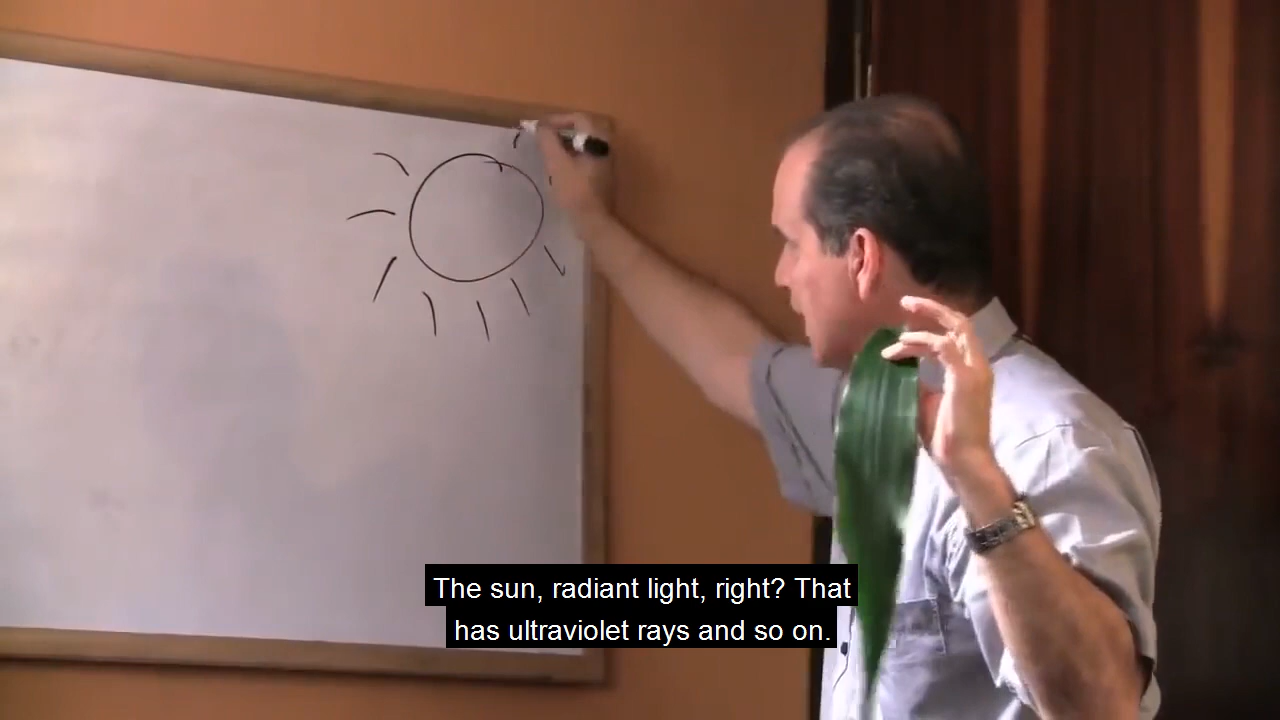 The sun, radiant light, right? That
has ultraviolet rays and so on.